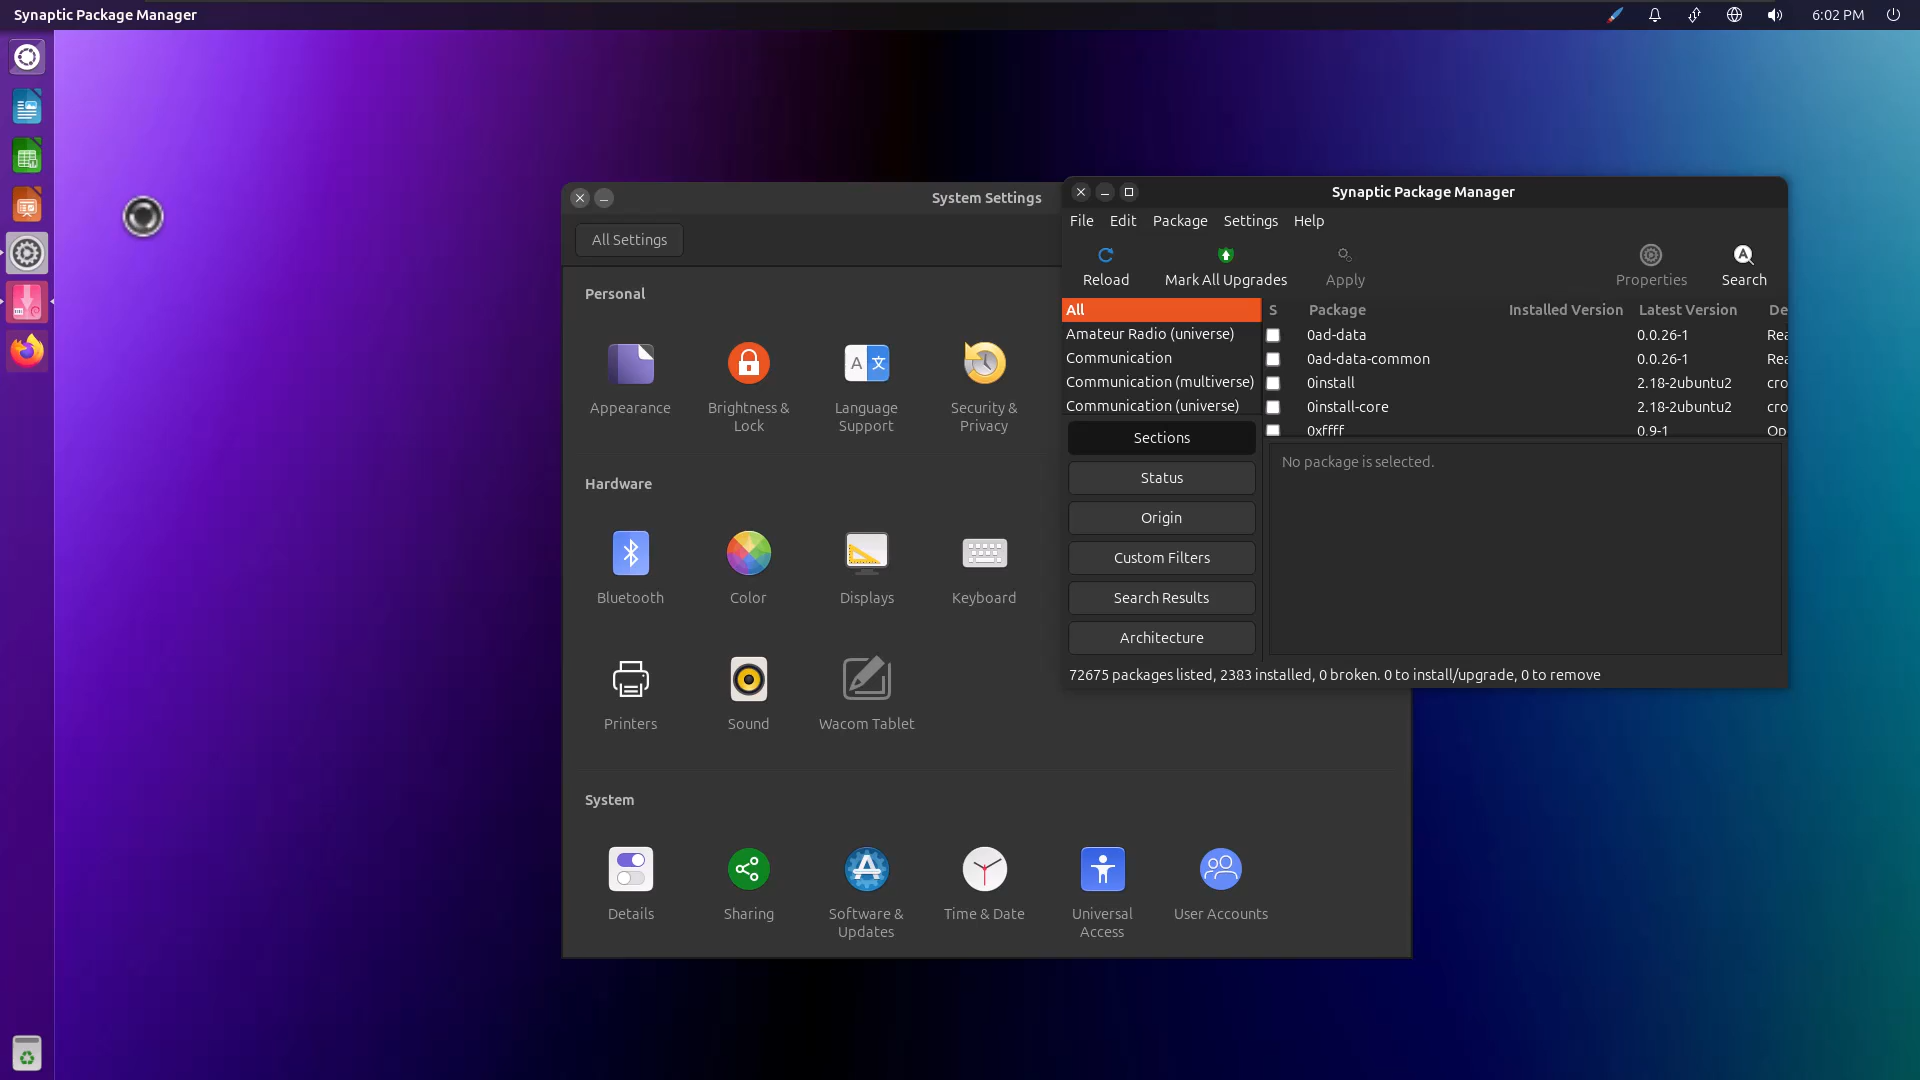 Synaptic Package Manager
6:02 PM
System Settings
All Settings
Personal
Appearance
Brightness &
Lock
Language
Support
Security &
Privacy
Hardware
Bluetooth
Color
Displays
Keyboard
Printers
Sound
Wacom Tablet
System
Details
Sharing
Software &
Updates
Time & Date
Universal
Access
User Accounts
Synaptic Package Manager
File Edit Package Settings Help
Reload Mark All Upgrades Apply Properties Search
All
Amateur Radio (universe)
Communication
Communication (multiverse)
Communication (universe)
Sections
Status
Origin
Custom Filters
Search Results
Architecture
S Package Installed Version Latest Version De
0ad-data 0.0.26-1 Rea
0ad-data-common 0.0.26-1 Rea
0install 2.18-2ubuntu2 cro
0install-core 2.18-2ubuntu2 cro
0xffff 0.9-1 Op
No package is selected.
72675 packages listed, 2383 installed, 0 broken. 0 to install/upgrade, 0 to remove